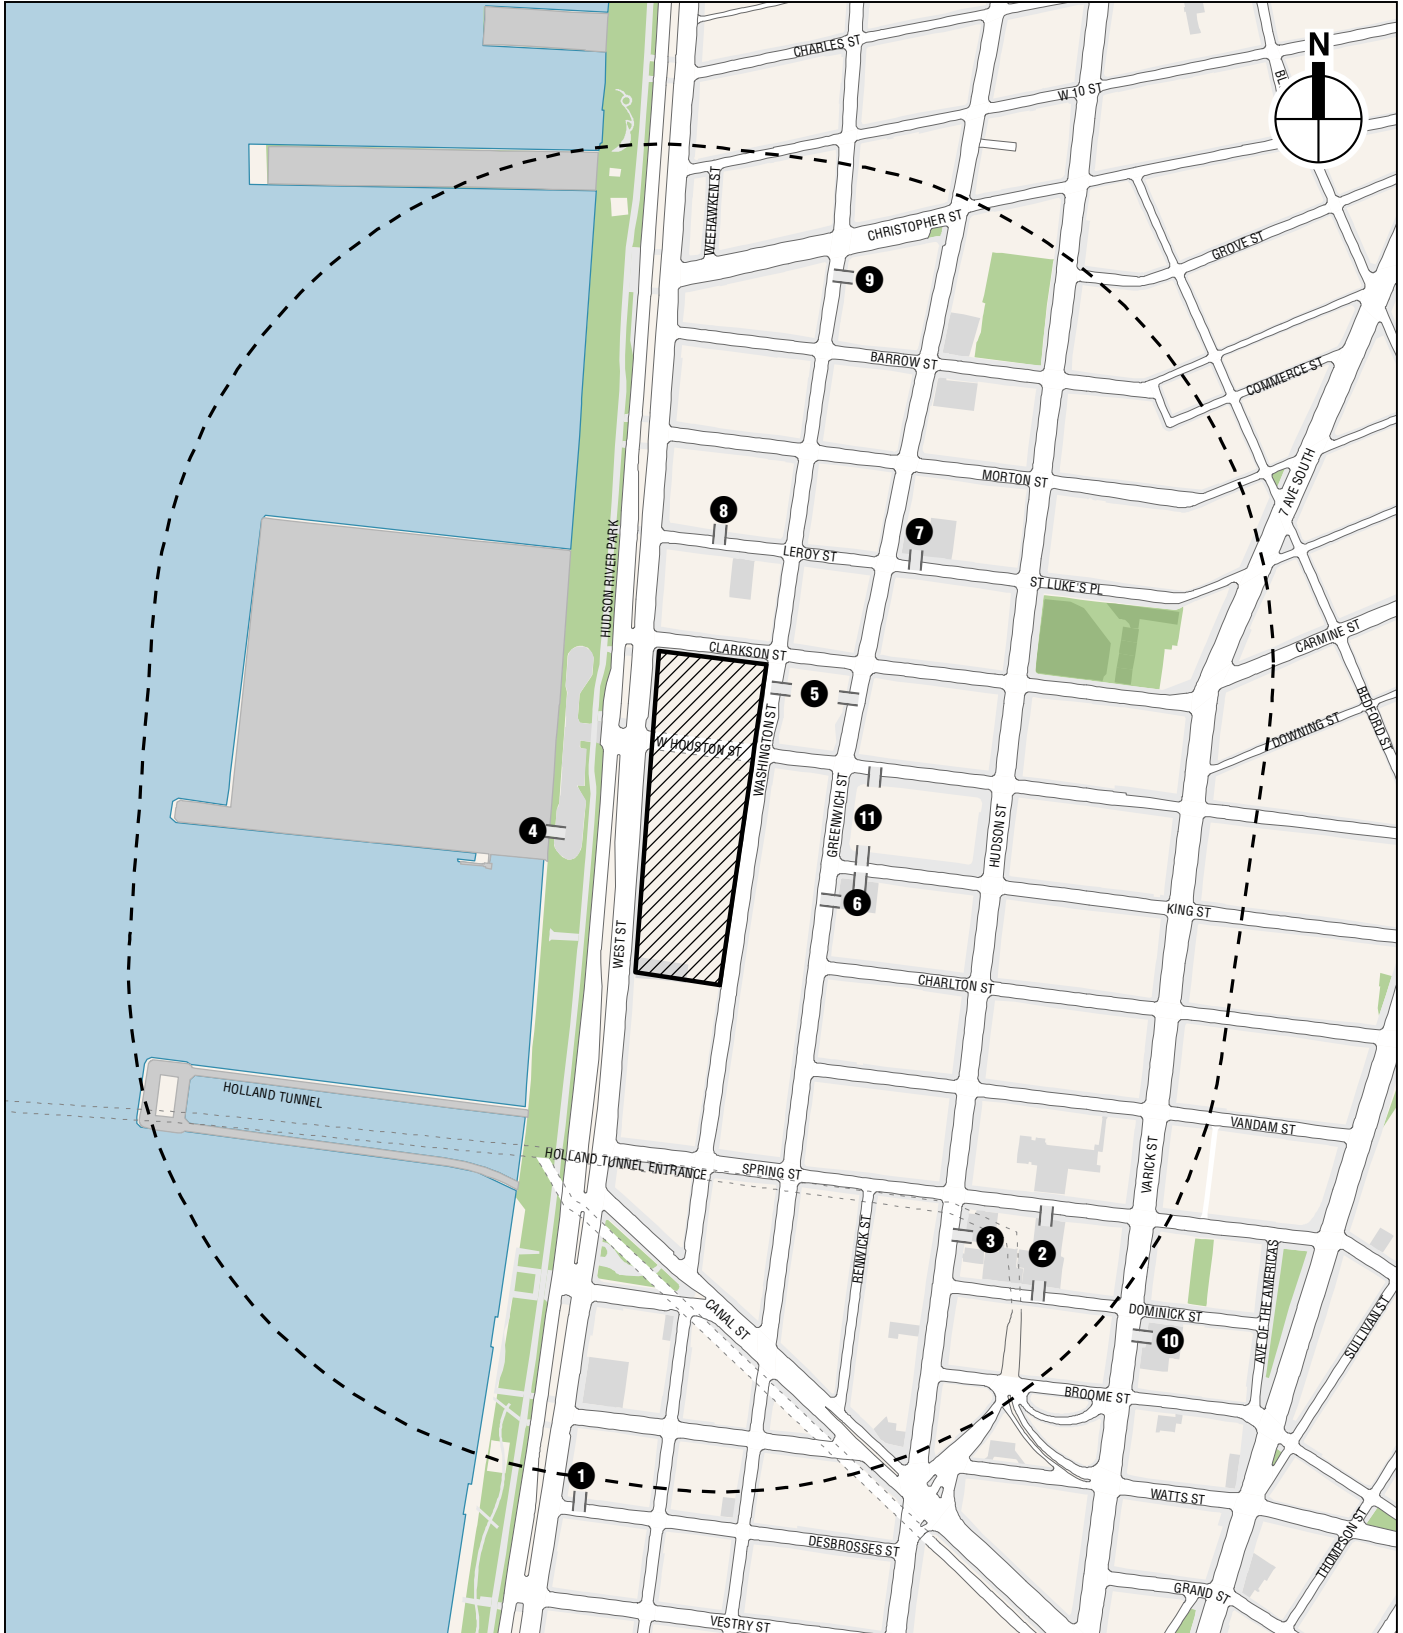 CHARLES ST
N
BL
W 10 ST
WEEHAWKEN ST
CHRISTOPHER ST
GROVE ST
9
BARROW ST
COMMERCE ST
MORTON ST
7 AVE SOUTH
8
7
HUDSON RIVER PARK
LEROY ST
ST LUKE'S PL
CARMINE ST
CLARKSON ST
5
BEDFORD ST
WASHINGTON ST
W HOUSTON ST
DOWNING ST
4
GREENWICH ST
11
HUDSON ST
6
KING ST
WEST ST
CHARLTON ST
HOLLAND TUNNEL
VANDAM ST
HOLLAND TUNNEL ENTRANCE
SPRING ST
VARICK ST
RENWICK ST
3
2
AVE OF THE AMERICAS
CANAL ST
DOMINICK ST
10
SULLIVAN ST
BROOME ST
1
WATTS ST
DESBROSSES ST
THOMPSON ST
GRAND ST
VESTRY ST